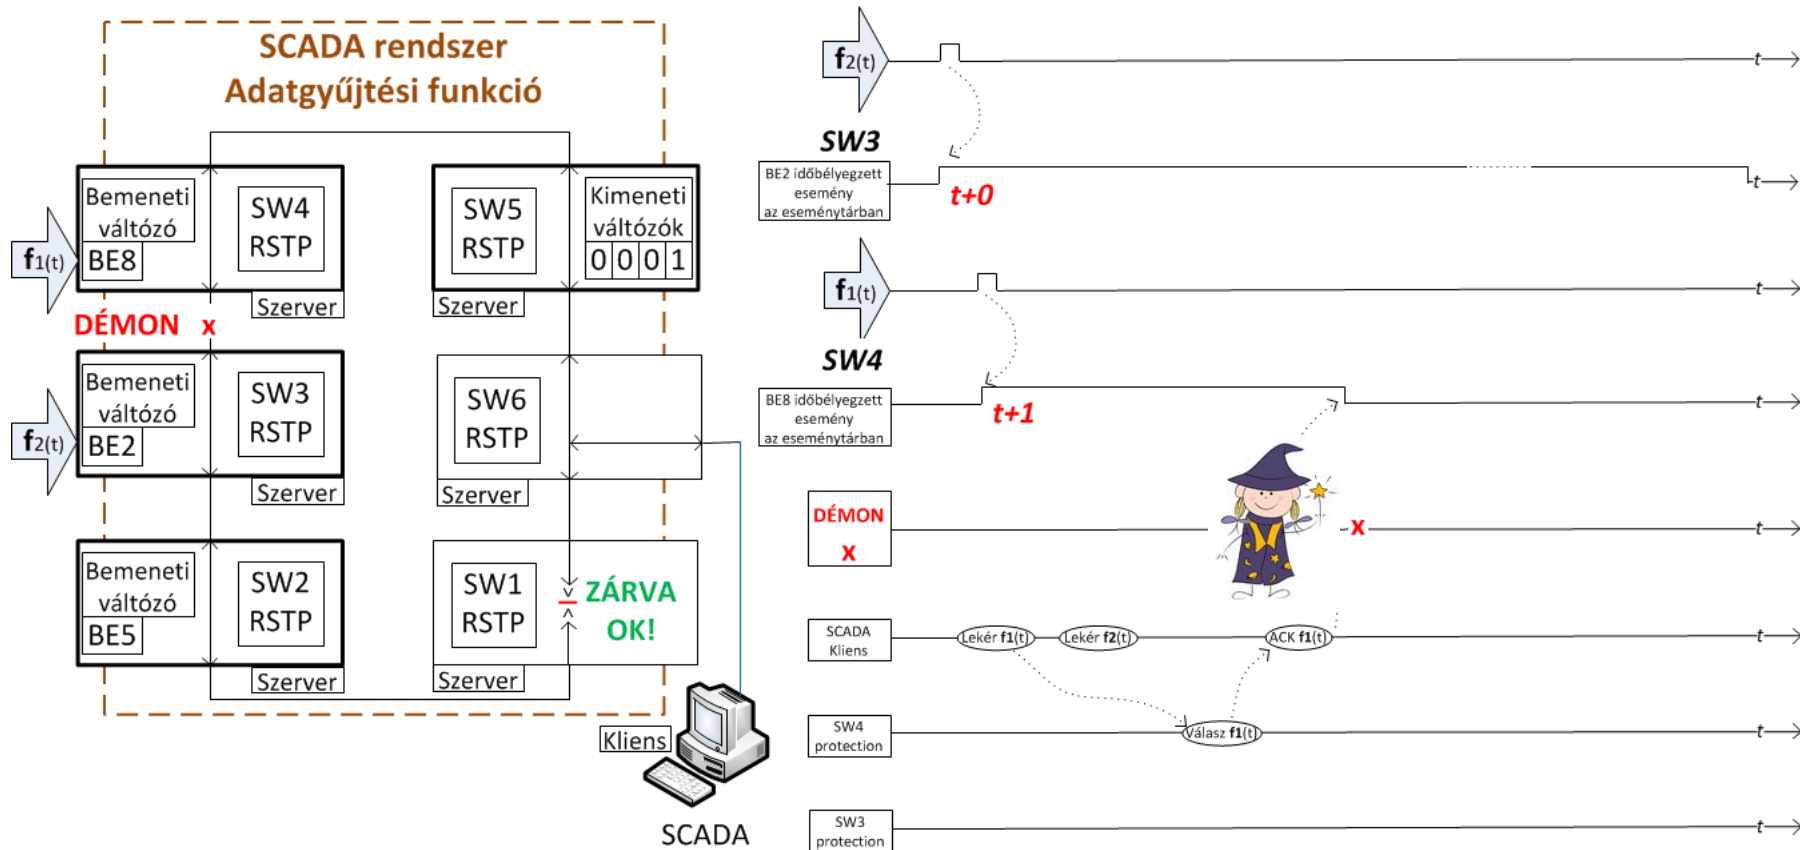 SCADA rendszer
Adatgyűjtési funkció
Bemeneti
változó
BE8
SW4
RSTP
Szerver
f1(t)
SW5
RSTP
Kimeneti
változók
0 0 0 1
Szerver
DÉMON x
Bemeneti
változó
BE2
SW3
RSTP
Szerver
f2(t)
SW6
RSTP
Szerver
Bemeneti
változó
BE5
SW2
RSTP
Szerver
SW1
RSTP
ZÁRVA
OK!
Szerver
Kliens
SCADA
f2(t)
t
SW3
BE2 időbélyegzett
esemény
az eseménytárban
t+0
t
f1(t)
t
SW4
BE8 időbélyegzett
esemény
az eseménytárban
t+1
t
DÉMON
x
x
t
SCADA
Kliens
Lekér f1(t)
Lekér f2(t)
ACK f1(t)
t
SW4
protection
Válasz f1(t)
t
SW3
protection
t